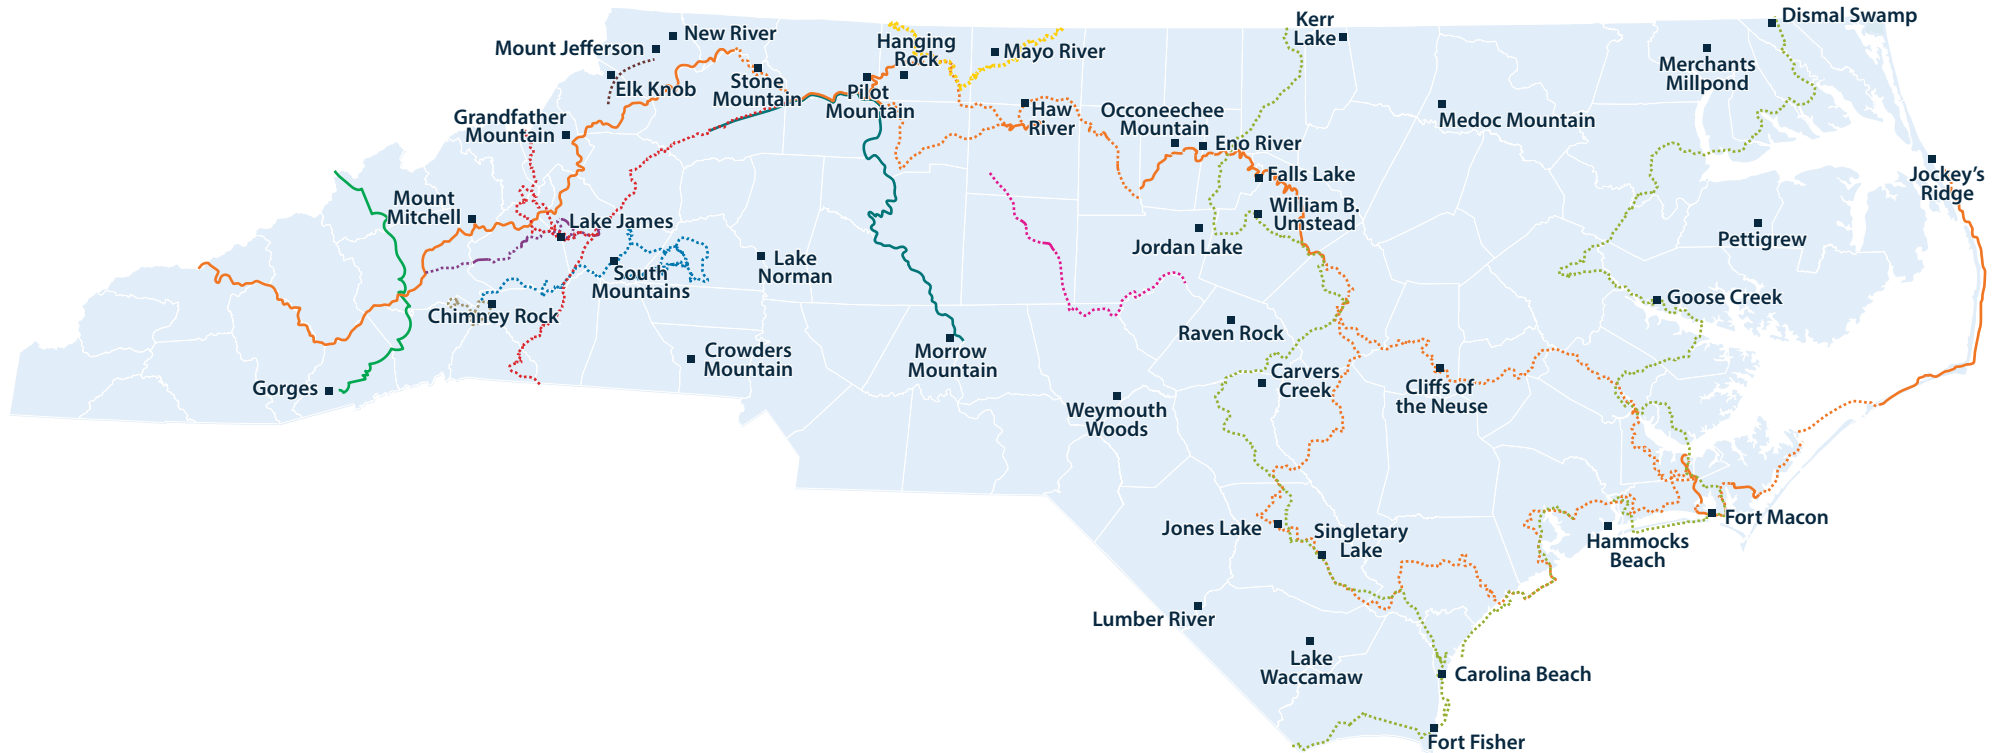 Dismal Swamp
Kerr
Lake
New River
Mount Jefferson
Hanging
Rock
Mayo River
Merchants
Millpond
Elk Knob
Stone
Mountain
Pilot
Mountain
Haw
River
Occoneechee
Mountain
Medoc Mountain
Grandfather
Mountain
Eno River
Falls Lake
Jockey's
Ridge
Mount
Mitchell
Lake James
William B.
Umstead
Jordan Lake
Pettigrew
Lake
Norman
South
Mountains
Goose Creek
Chimney Rock
Raven Rock
Crowders
Mountain
Morrow
Mountain
Gorges
Carvers
Creek
Cliffs of
the Neuse
Weymouth
Woods
Fort Macon
Jones Lake
Singletary
Lake
Hammocks
Beach
Lumber River
Lake
Waccamaw
Carolina Beach
Fort Fisher